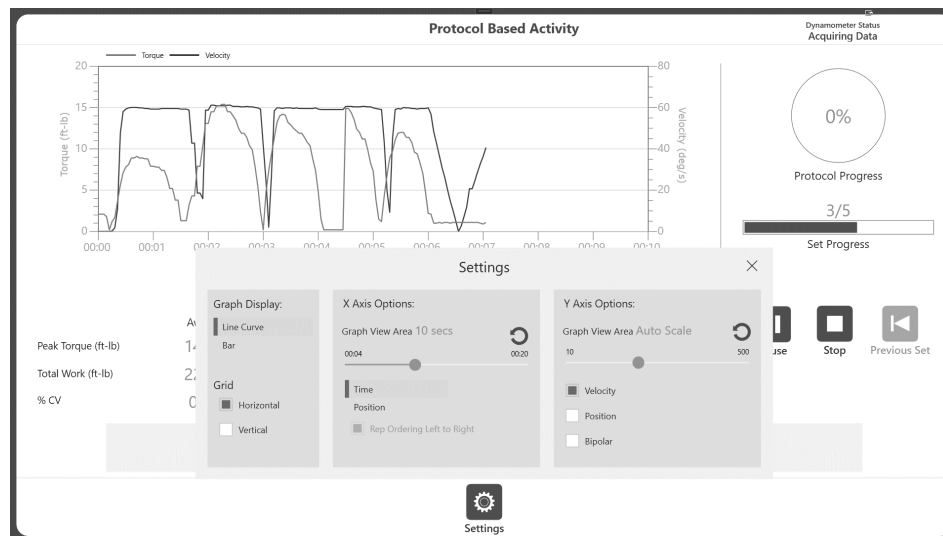 Protocol Based Activity
Dynamometer Status
Acquiring Data
Torque
Velocity
20
15
10
5
0
Torque (ft-lb)
80
60
40
20
0
Velocity (deg/s)
00:00 00:01 00:02 00:03 00:04 00:05 00:06 00:07 00:08 00:09 00:10
0%
Protocol Progress
3/5
Set Progress
Settings
Graph Display:
Line Curve
Bar
Grid
Horizontal
Vertical
X Axis Options:
Graph View Area 10 secs
00:04
00:20
Time
Position
Rep Ordering Left to Right
Y Axis Options:
Graph View Area Auto Scale
10
500
Velocity
Position
Bipolar
Peak Torque (ft-lb)
Total Work (ft-lb)
% CV
Stop
Previous Set
Settings